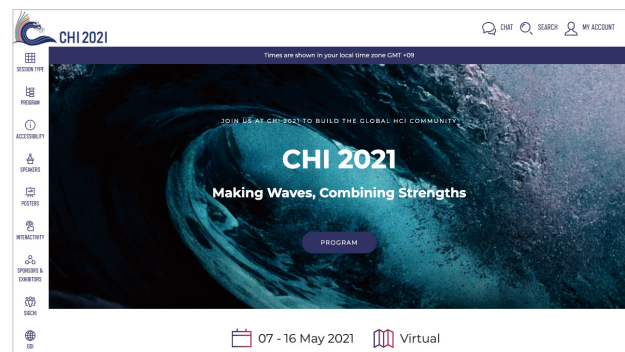 CHI 2021
CHAT
SEARCH
MY ACCOUNT
Times are shown in your local time zone GMT +09
SESSION TYPE
PROGRAM
ACCESSIBILITY
SPEAKERS
POSTERS
INTERACTIVITY
SPONSORS &
EXHIBITORS
SIGCHI
GDI
JOIN US AT CHI 2021 TO BUILD THE GLOBAL HCI COMMUNITY
CHI 2021
Making Waves, Combining Strengths
PROGRAM
07 - 16 May 2021
Virtual